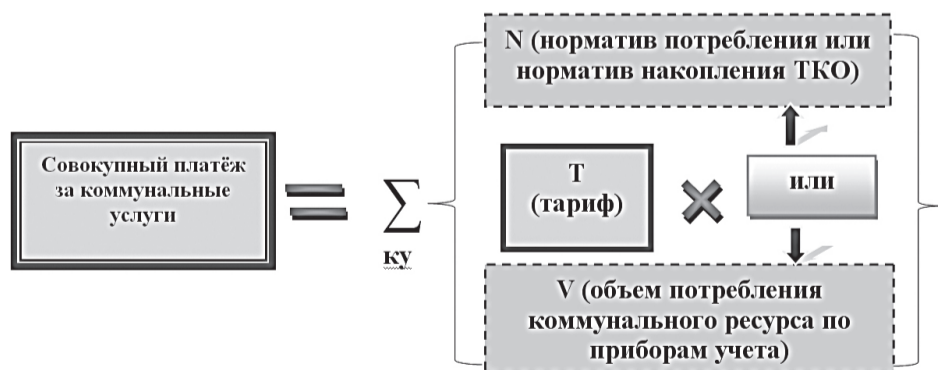 N (норматив потребления или
норматив накопления ТКО)
Совокупный платёж
за коммунальные
услуги
=
∑
ку
Т
(тариф)
×
или
V (объем потребления
коммунального ресурса по
приборам учета)